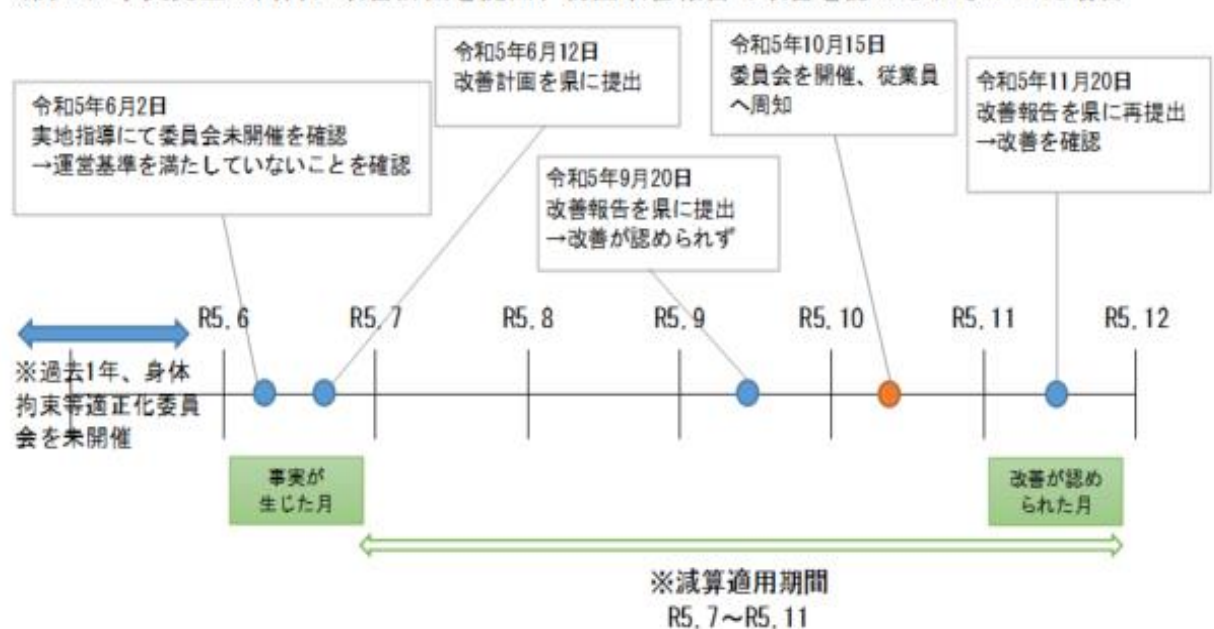 令和5年6月2日
実地指導にて委員会未開催を確認
→運営基準を満たしていないことを確認
令和5年6月12日
改善計画を県に提出
令和5年9月20日
改善報告を県に提出
→改善が認められず
令和5年10月15日
委員会を開催、従業員
へ周知
令和5年11月20日
改善報告を県に再提出
→改善を確認
R5.6
R5.7
R5.8
R5.9
R5.10
R5.11
R5.12
※過去1年、身体
拘束等適正化委員
会を未開催
事実が
生じた月
改善が認め
られた月
※減算適用期間
R5.7～R5.11